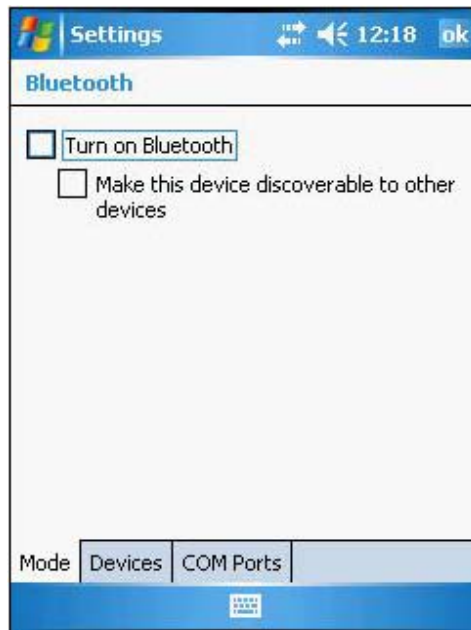 Settings 12:18 ok
Bluetooth
Turn on Bluetooth
Make this device discoverable to other
devices
Mode Devices COM Ports